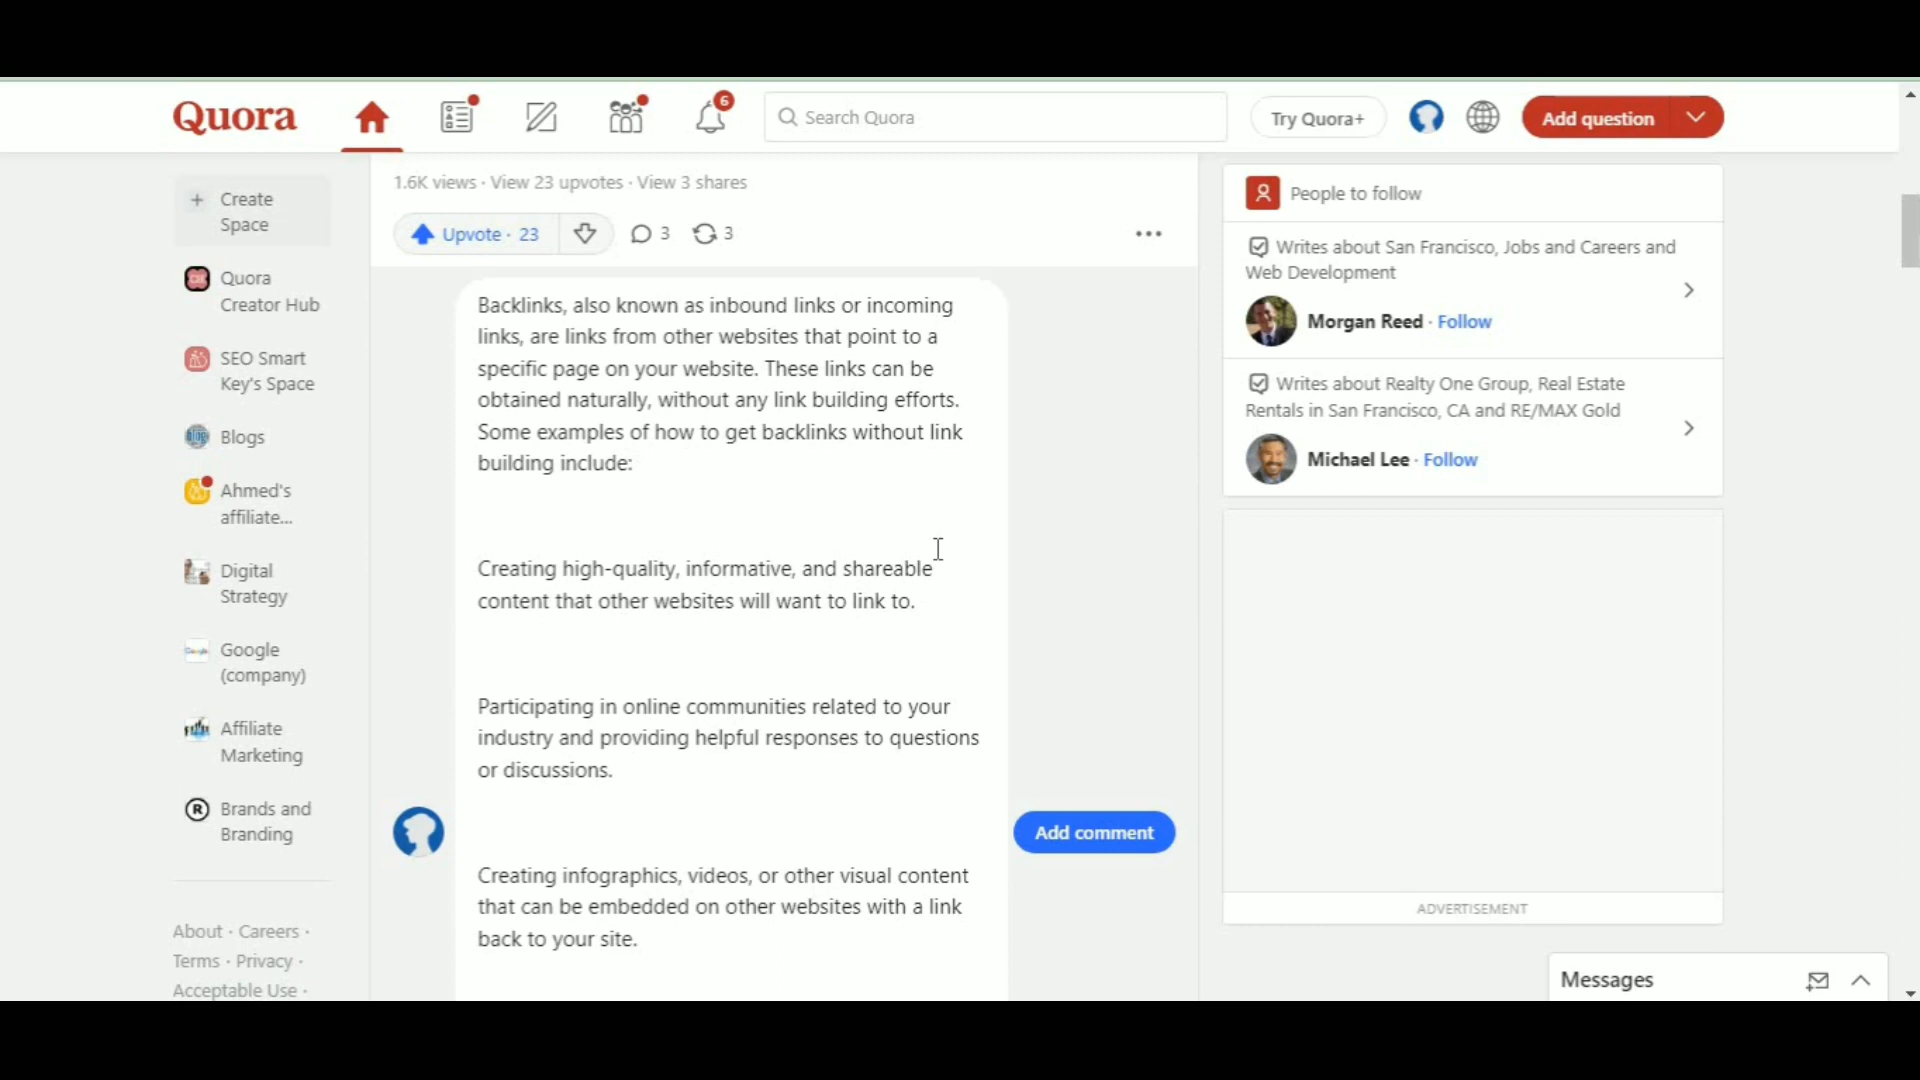 Quora
6
Search Quora
Try Quora+
Add question
Create
Space
Quora
Creator Hub
SEO Smart
Key's Space
Blogs
Ahmed's
affiliate...
Digital
Strategy
Google
(company)
Affiliate
Marketing
Brands and
Branding
About · Careers ·
Terms · Privacy ·
Acceptable Use ·
1.6K views · View 23 upvotes · View 3 shares
Upvote · 23
3
3
Backlinks, also known as inbound links or incoming
links, are links from other websites that point to a
specific page on your website. These links can be
obtained naturally, without any link building efforts.
Some examples of how to get backlinks without link
building include:
Creating high-quality, informative, and shareable
content that other websites will want to link to.
Participating in online communities related to your
industry and providing helpful responses to questions
or discussions.
Creating infographics, videos, or other visual content
that can be embedded on other websites with a link
back to your site.
Add comment
People to follow
Writes about San Francisco, Jobs and Careers and
Web Development
Morgan Reed · Follow
Writes about Realty One Group, Real Estate
Rentals in San Francisco, CA and RE/MAX Gold
Michael Lee · Follow
ADVERTISEMENT
Messages